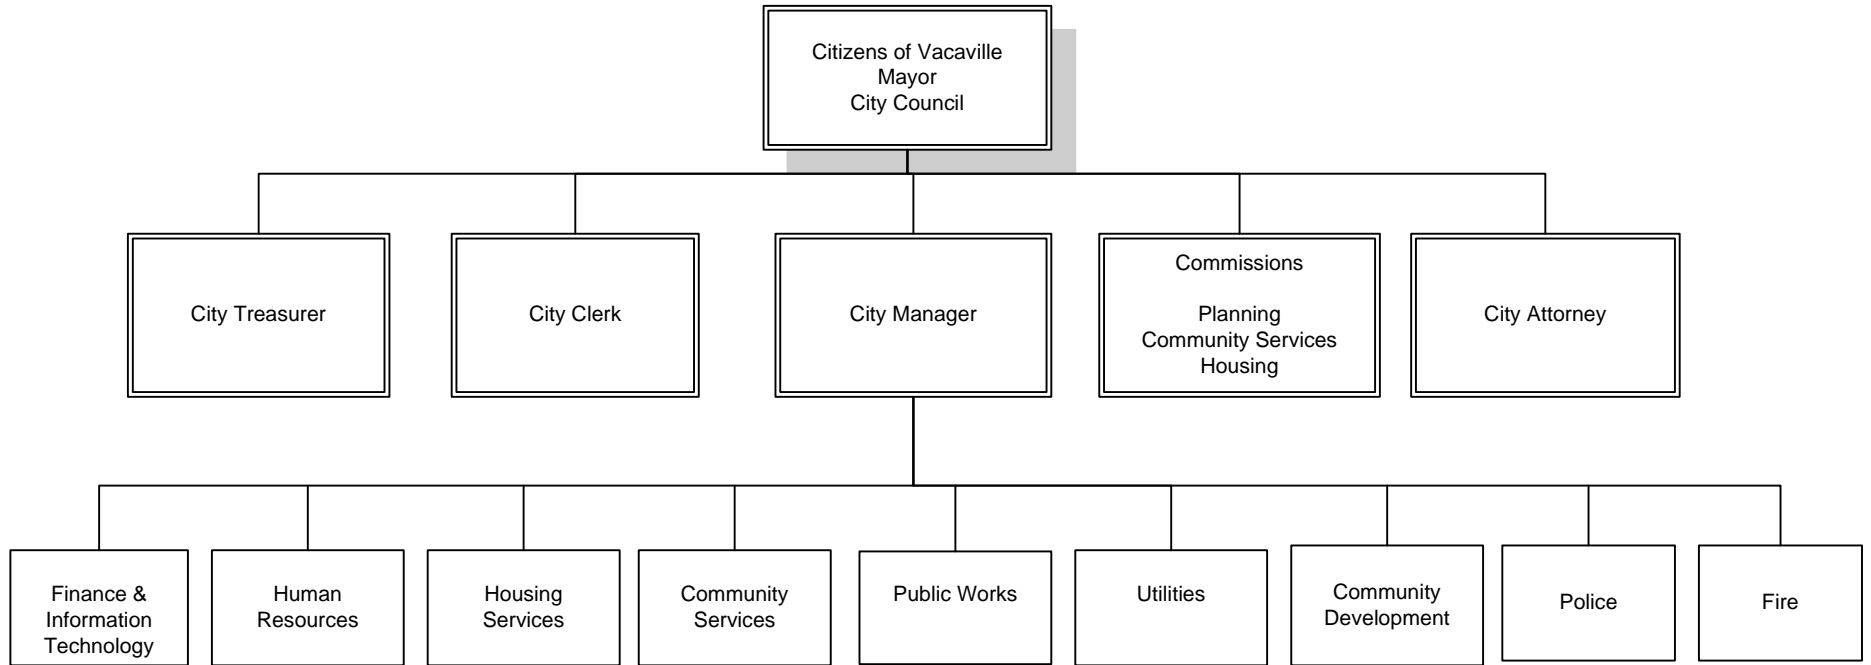 Citizens of Vacaville
Mayor
City Council
City Treasurer
City Clerk
City Manager
Commissions
Planning
Community Services
Housing
City Attorney
Finance &
Information
Technology
Human
Resources
Housing
Services
Community
Services
Public Works
Utilities
Community
Development
Police
Fire